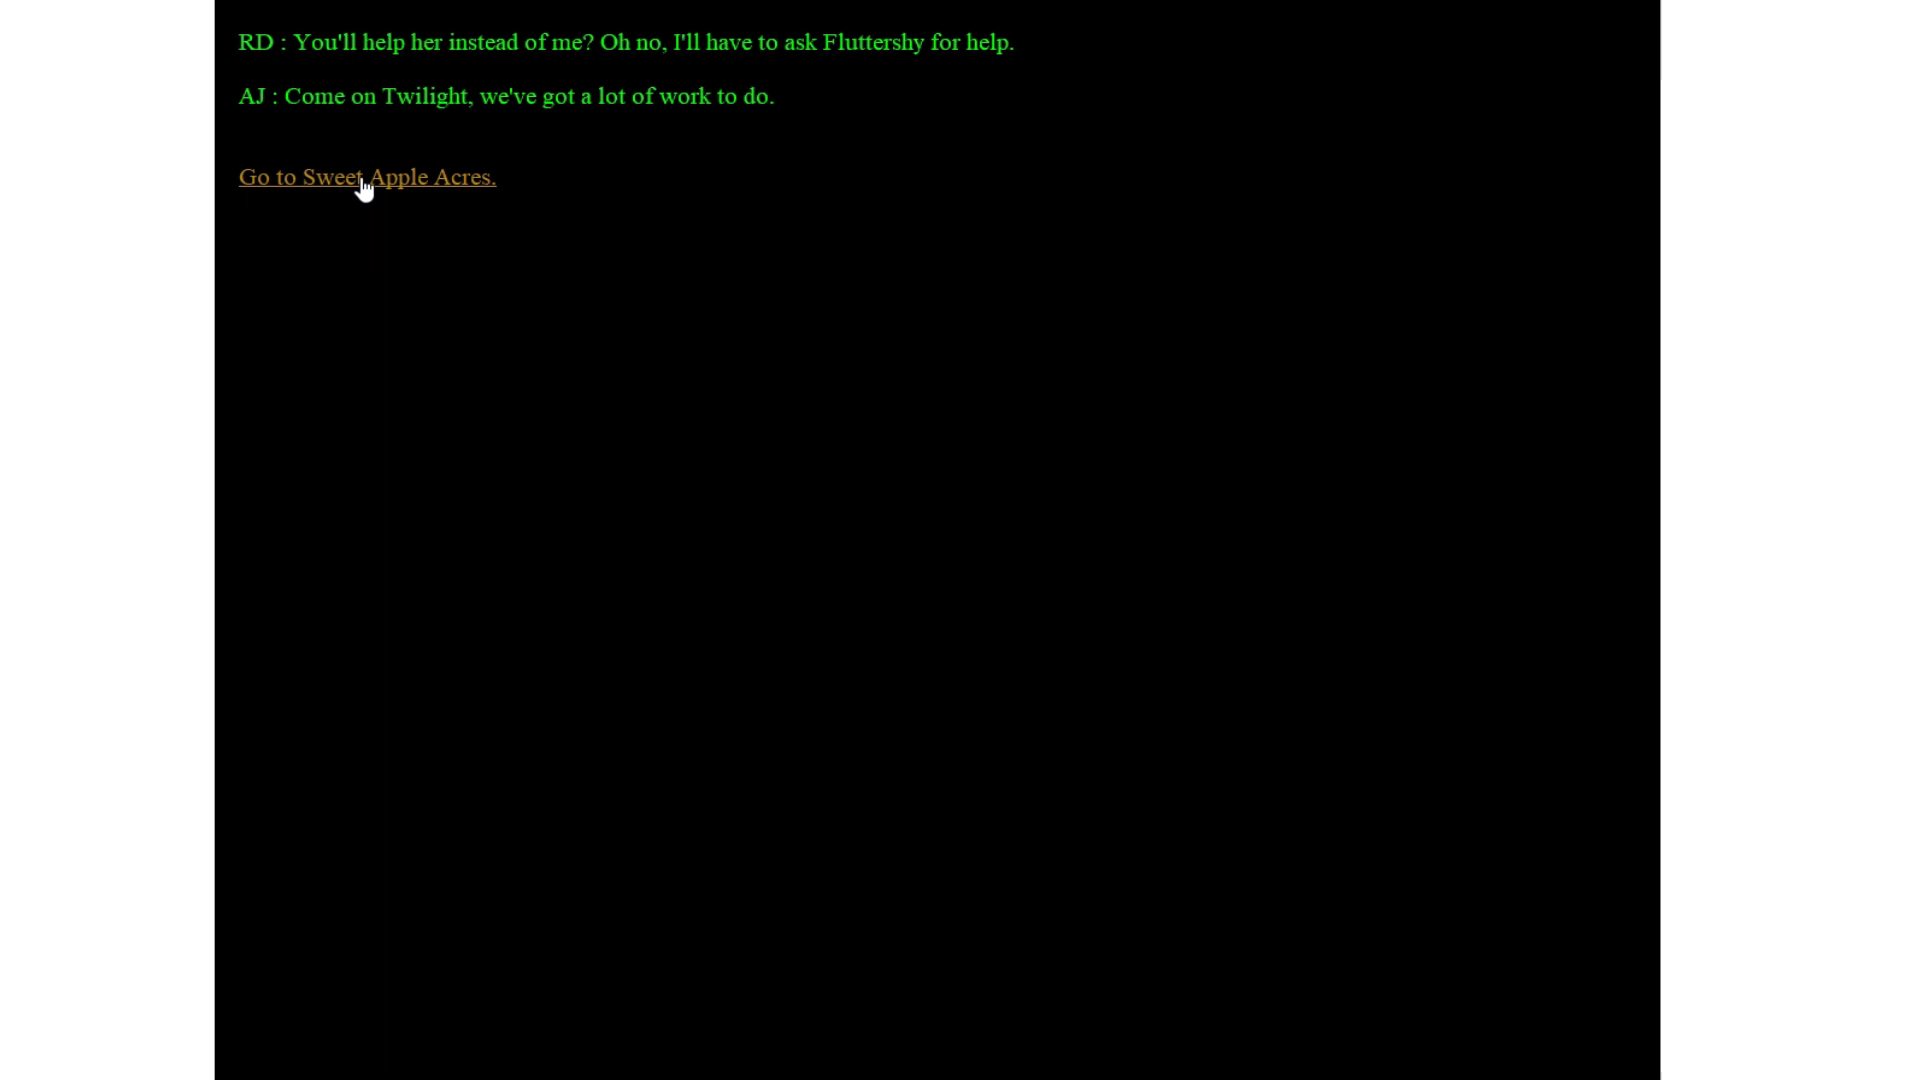 RD : You'll help her instead of me? Oh no, I'll have to ask Fluttershy for help.
AJ : Come on Twilight, we've got a lot of work to do.
Go to Sweet Apple Acres.